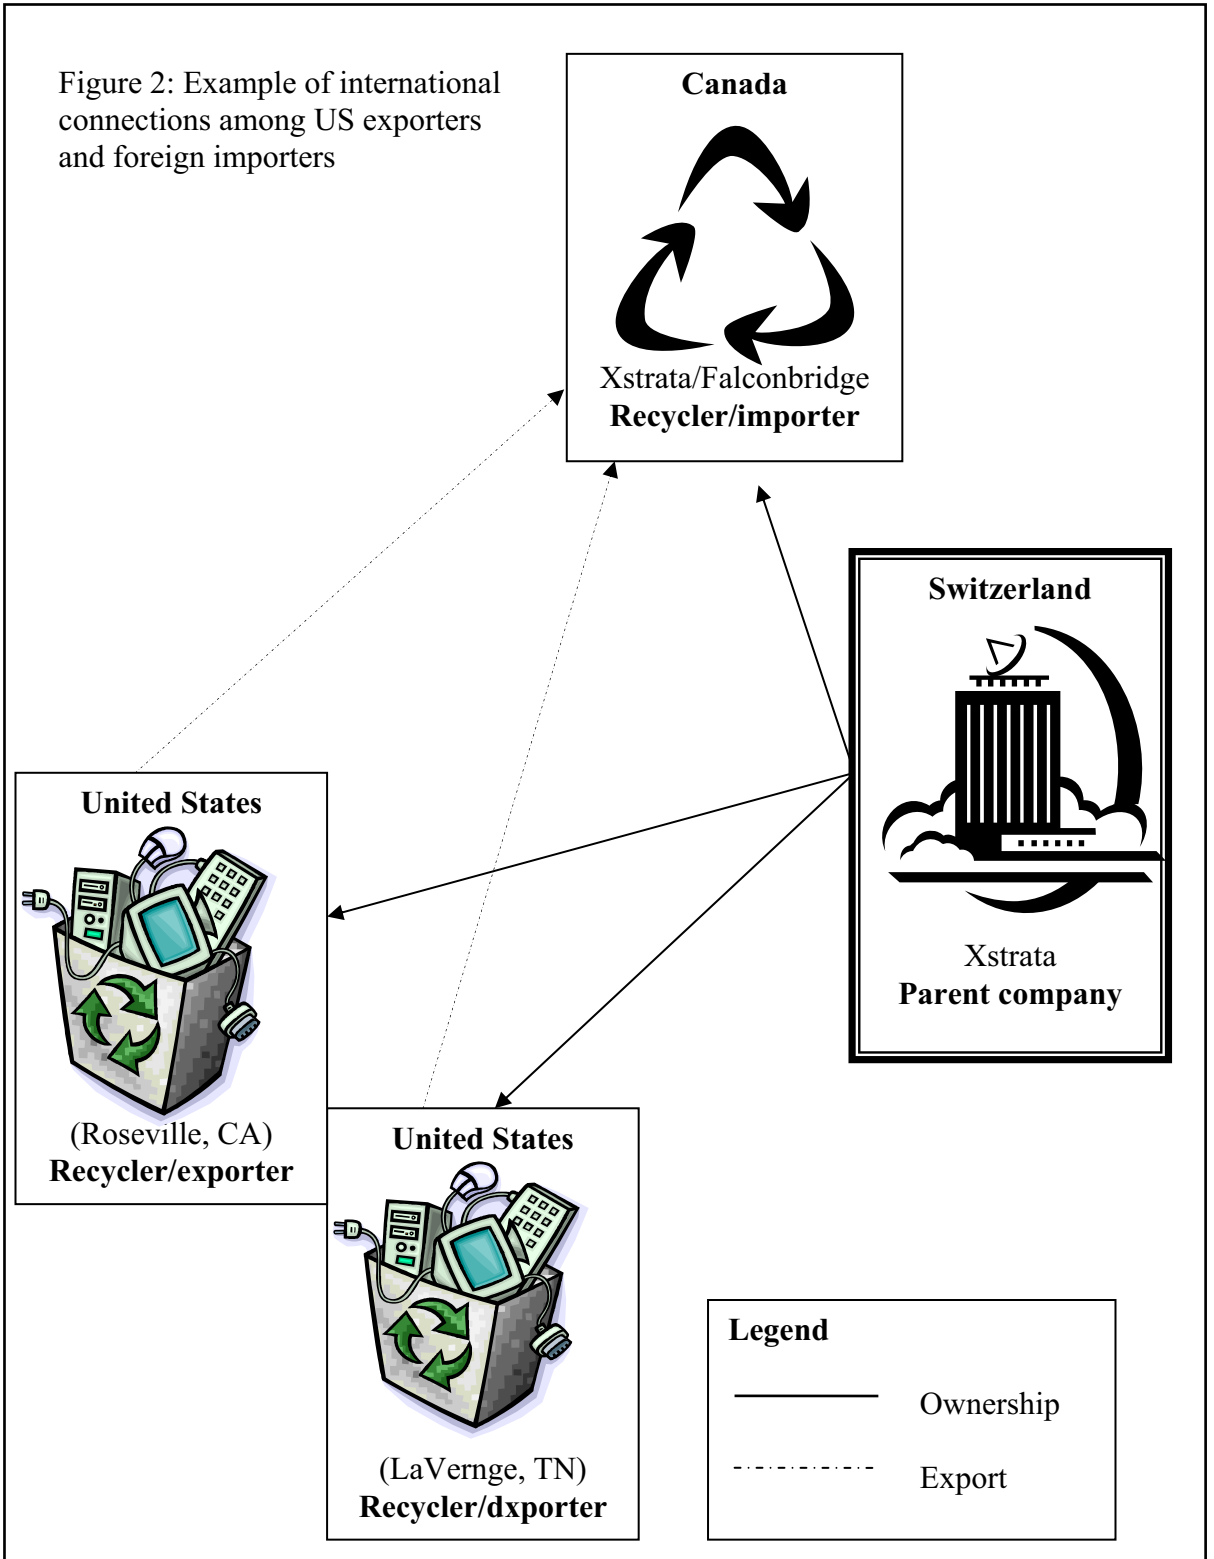 Figure 2: Example of international
connections among US exporters
and foreign importers
Canada
Xstrata/Falconbridge
Recycler/importer
Switzerland
Xstrata
Parent company
United States
(Roseville, CA)
Recycler/exporter
United States
(LaVernge, TN)
Recycler/dxporter
Legend
Ownership
Export